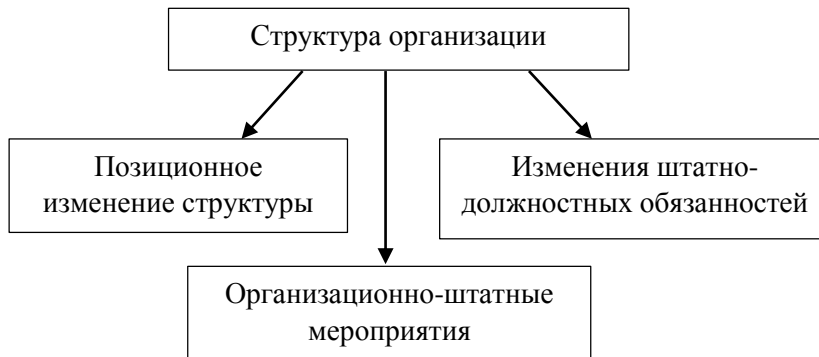 Структура организации
Позиционное
изменение структуры
Изменения штатно-
должностных обязанностей
Организационно-штатные
мероприятия